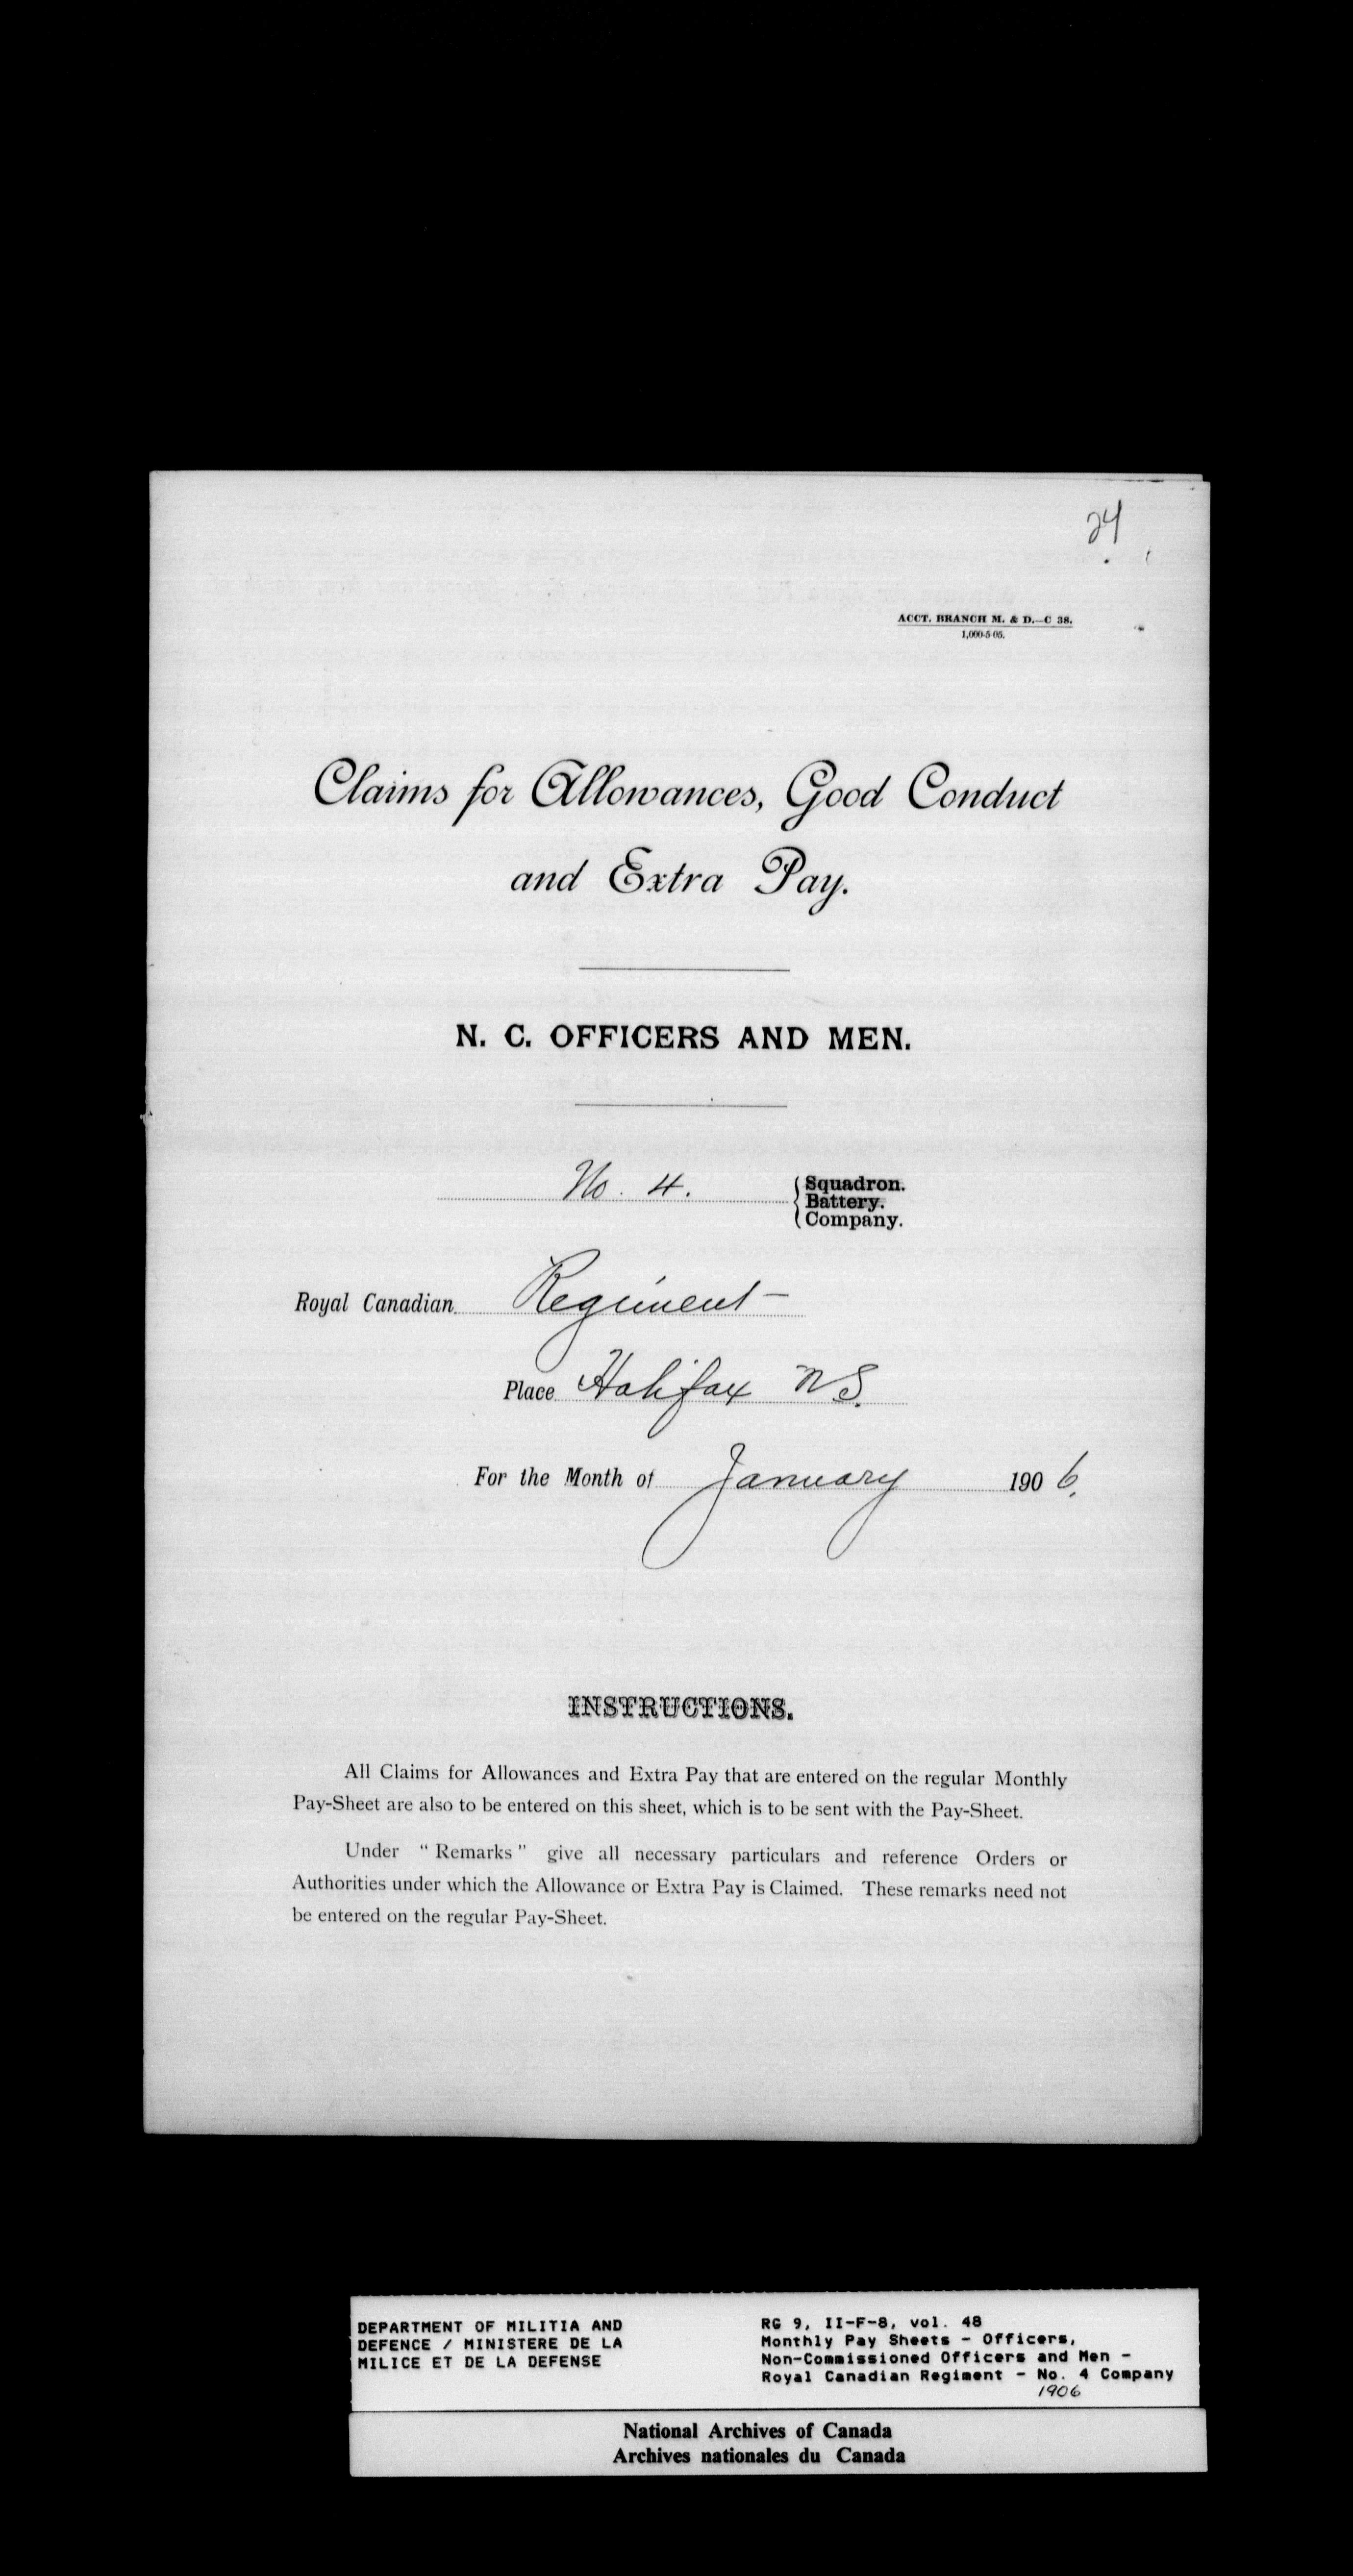 24
ACCT. BRANCH M. & D.—C 38.
1,000-5-05.
Claims for Allowances, Good Conduct
and Extra Pay.
N. C. OFFICERS AND MEN.
No. 4. { Squadron.
Battery.
Company.
Royal Canadian Regiment —
Place Halifax N S.
For the Month of January 190 6.
INSTRUCTIONS.
All Claims for Allowances and Extra Pay that are entered on the regular Monthly
Pay-Sheet are also to be entered on this sheet, which is to be sent with the Pay-Sheet.
Under " Remarks " give all necessary particulars and reference Orders or
Authorities under which the Allowance or Extra Pay is Claimed. These remarks need not
be entered on the regular Pay-Sheet.
DEPARTMENT OF MILITIA AND
DEFENCE / MINISTERE DE LA
MILICE ET DE LA DEFENSE
RG 9, II-F-8, vol. 48
Monthly Pay Sheets - Officers,
Non-Commissioned Officers and Men -
Royal Canadian Regiment - No. 4 Company
1906
National Archives of Canada
Archives nationales du Canada